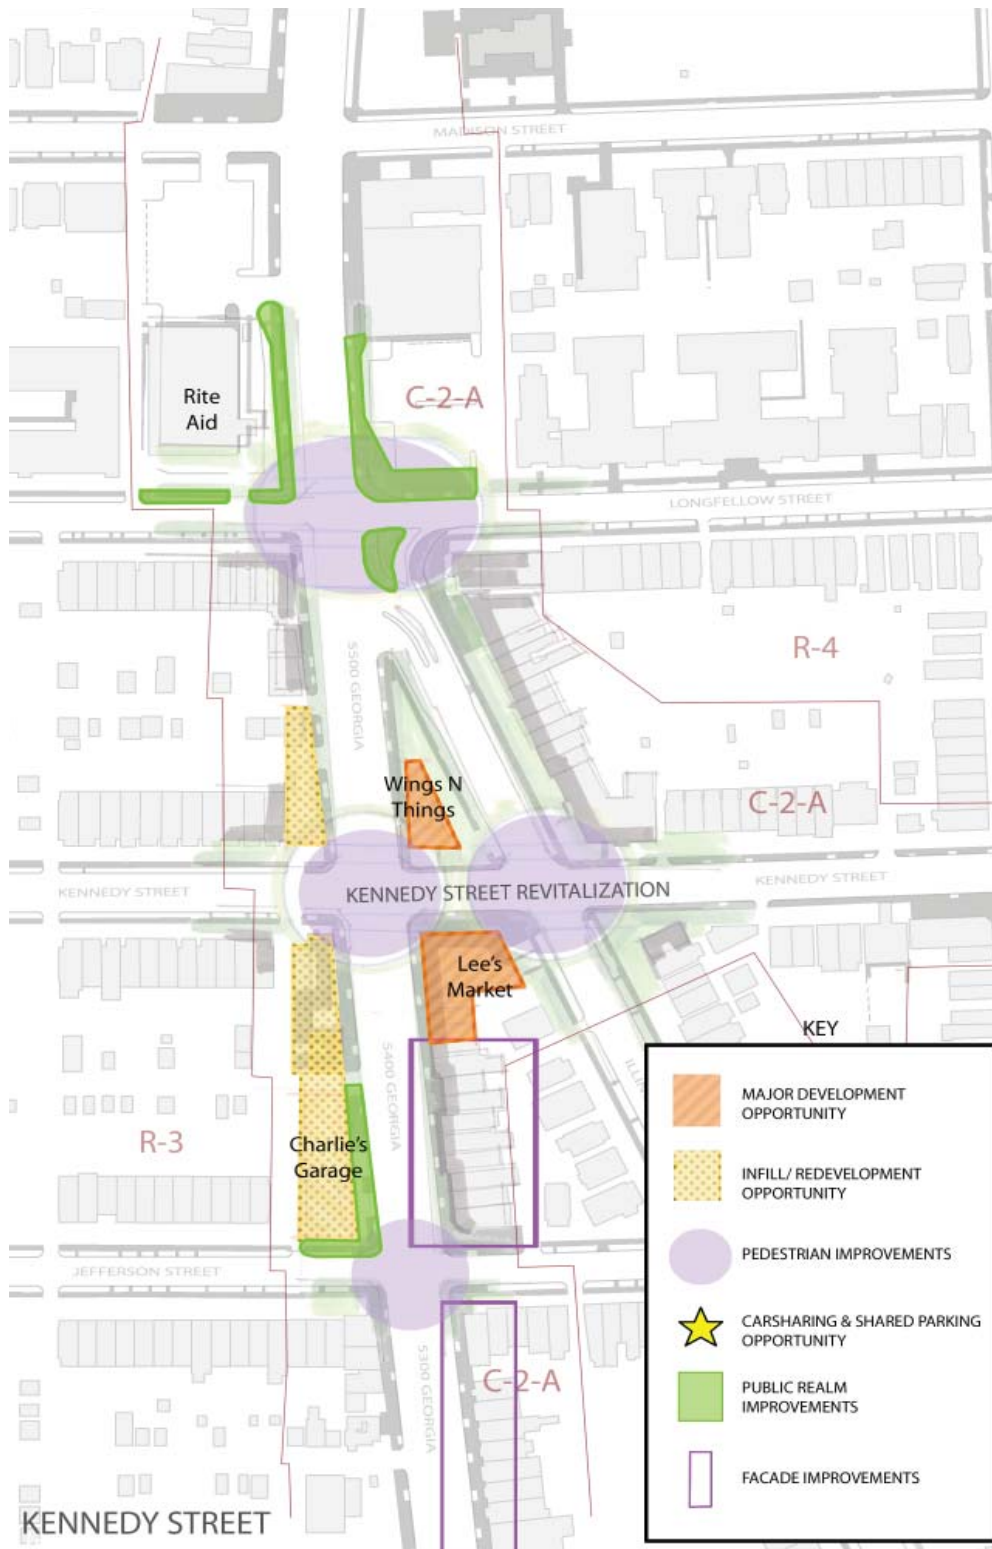 MADISON STREET
Rite
Aid
C-2-A
LONGFELLOW STREET
R-4
5500 GEORGIA
Wings N
Things
C-2-A
KENNEDY STREET
KENNEDY STREET REVITALIZATION
KENNEDY STREET
Lee's
Market
5400 GEORGIA
R-3
Charlie's
Garage
JEFFERSON STREET
5300 GEORGIA
C-2-A
KENNEDY STREET
KEY
MAJOR DEVELOPMENT
OPPORTUNITY
INFILL/ REDEVELOPMENT
OPPORTUNITY
PEDESTRIAN IMPROVEMENTS
CARSHARING & SHARED PARKING
OPPORTUNITY
PUBLIC REALM
IMPROVEMENTS
FACADE IMPROVEMENTS